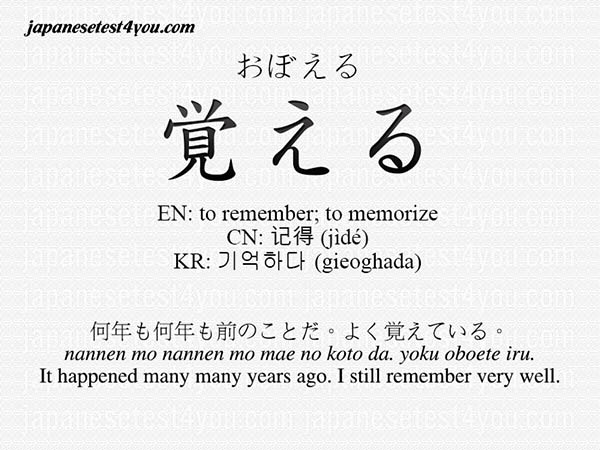 japanesetest4you.com
おぼえる
覚える
EN: to remember; to memorize
CN: 记得 (jìdé)
KR: 기억하다 (gieoghada)
何年も何年も前のことだ。よく覚えている。
nannen mo nannen mo mae no koto da. yoku oboete iru.
It happened many many years ago. I still remember very well.